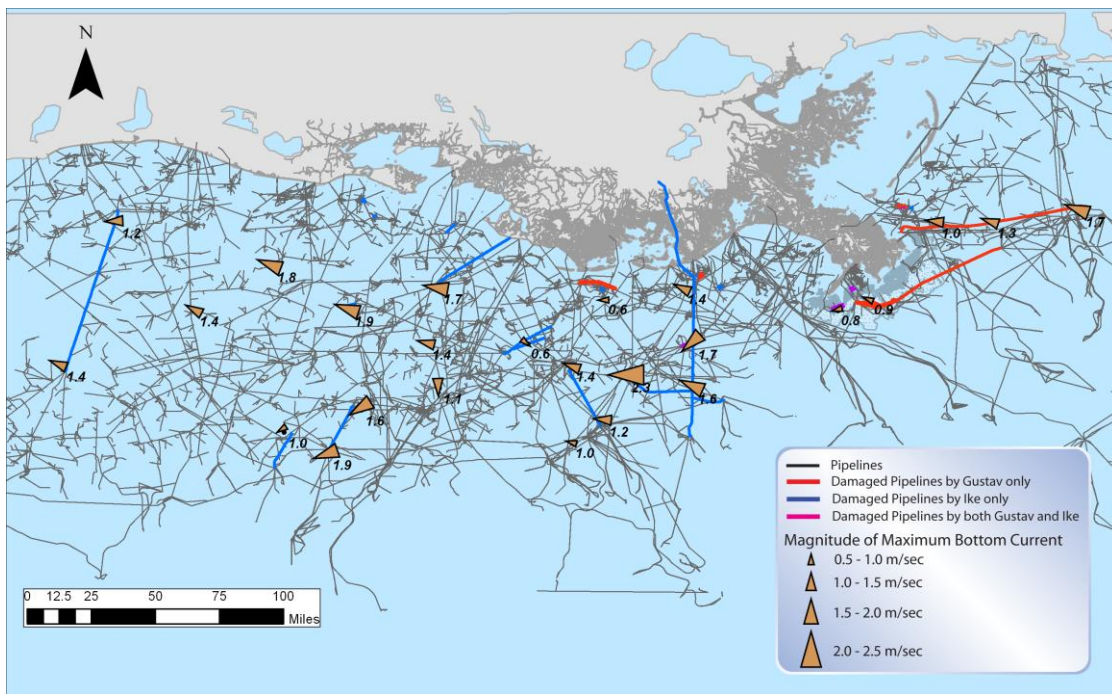 N
1.7
1.2
1.0
1.3
1.8
1.7
1.4
0.6
0.9
1.4
1.9
0.8
1.4
0.6
1.7
1.4
1.4
2.3
1.1
1.6
1.6
1.2
1.0
1.0
1.9
Pipelines
Damaged Pipelines by Gustav only
Damaged Pipelines by Ike only
Damaged Pipelines by both Gustav and Ike
Magnitude of Maximum Bottom Current
0.5 - 1.0 m/sec
1.0 - 1.5 m/sec
1.5 - 2.0 m/sec
2.0 - 2.5 m/sec
0 12.5 25 50 75 100
Miles